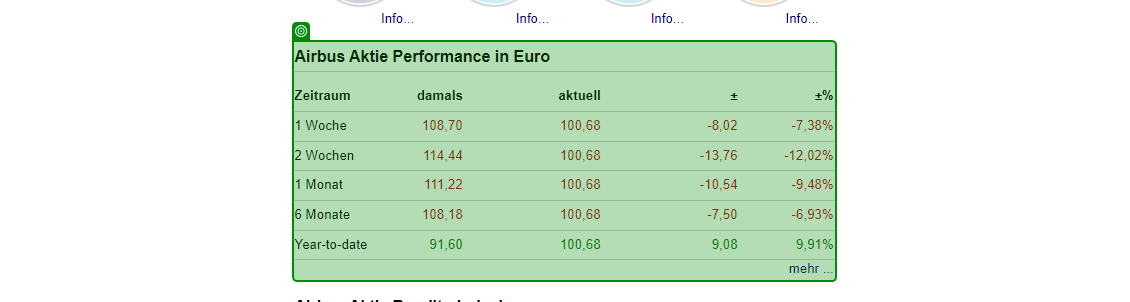 Info... Info... Info... Info...
Airbus Aktie Performance in Euro
Zeitraum damals aktuell ± ±%
1 Woche 108,70 100,68 -8,02 -7,38%
2 Wochen 114,44 100,68 -13,76 -12,02%
1 Monat 111,22 100,68 -10,54 -9,48%
6 Monate 108,18 100,68 -7,50 -6,93%
Year-to-date 91,60 100,68 9,08 9,91%
mehr ...